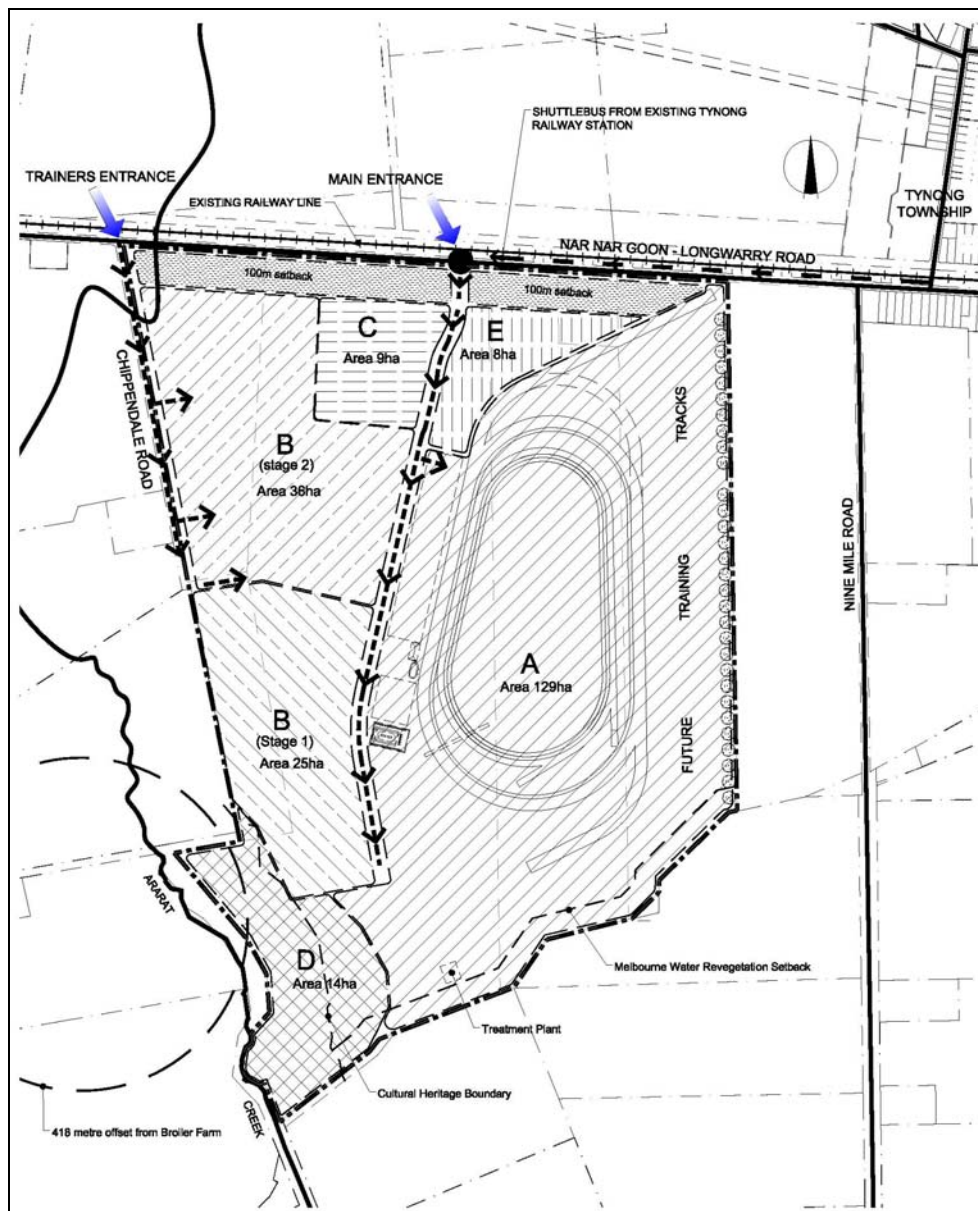 SHUTTLEBUS FROM EXISTING TYNONG
RAILWAY STATION
TRAINERS ENTRANCE
MAIN ENTRANCE
TYNONG
TOWNSHIP
EXISTING RAILWAY LINE
NAR NAR GOON - LONGWARRY ROAD
100m setback
100m setback
C
Area 9ha
E
Area 8ha
CHIPPENDALE ROAD
TRACKS
B
(stage 2)
Area 36ha
NINE MILE ROAD
TRAINING
A
Area 129ha
B
(Stage 1)
Area 25ha
FUTURE
ARARAT
D
Area 14ha
Melbourne Water Revegetation Setback
Treatment Plant
Cultural Heritage Boundary
CREEK
418 metre offset from Broiler Farm